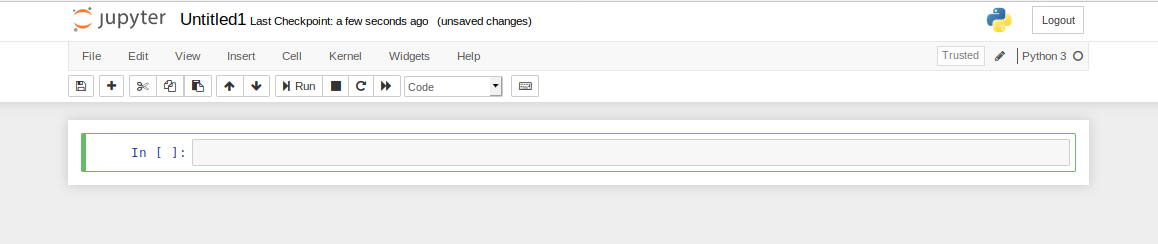 jupyter Untitled1 Last Checkpoint: a few seconds ago (unsaved changes) Logout
File Edit View Insert Cell Kernel Widgets Help Trusted Python 3
Run Code
In [ ]: